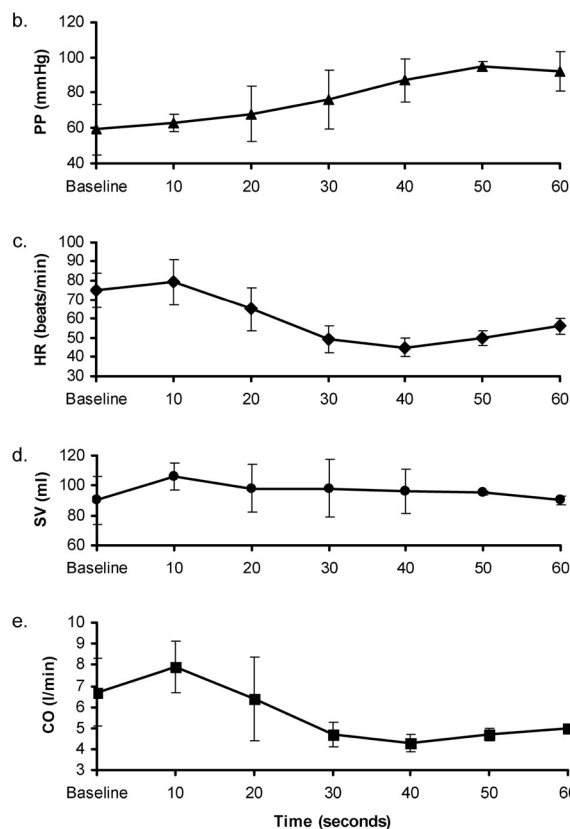 b.
PP (mmHg)
120
100
80
60
40
Baseline 10 20 30 40 50 60
c.
HR (beats/min)
100
90
80
70
60
50
40
30
Baseline 10 20 30 40 50 60
d.
SV (ml)
120
100
80
60
Baseline 10 20 30 40 50 60
e.
CO (l/min)
10
9
8
7
6
5
4
3
Baseline 10 20 30 40 50 60
Time (seconds)